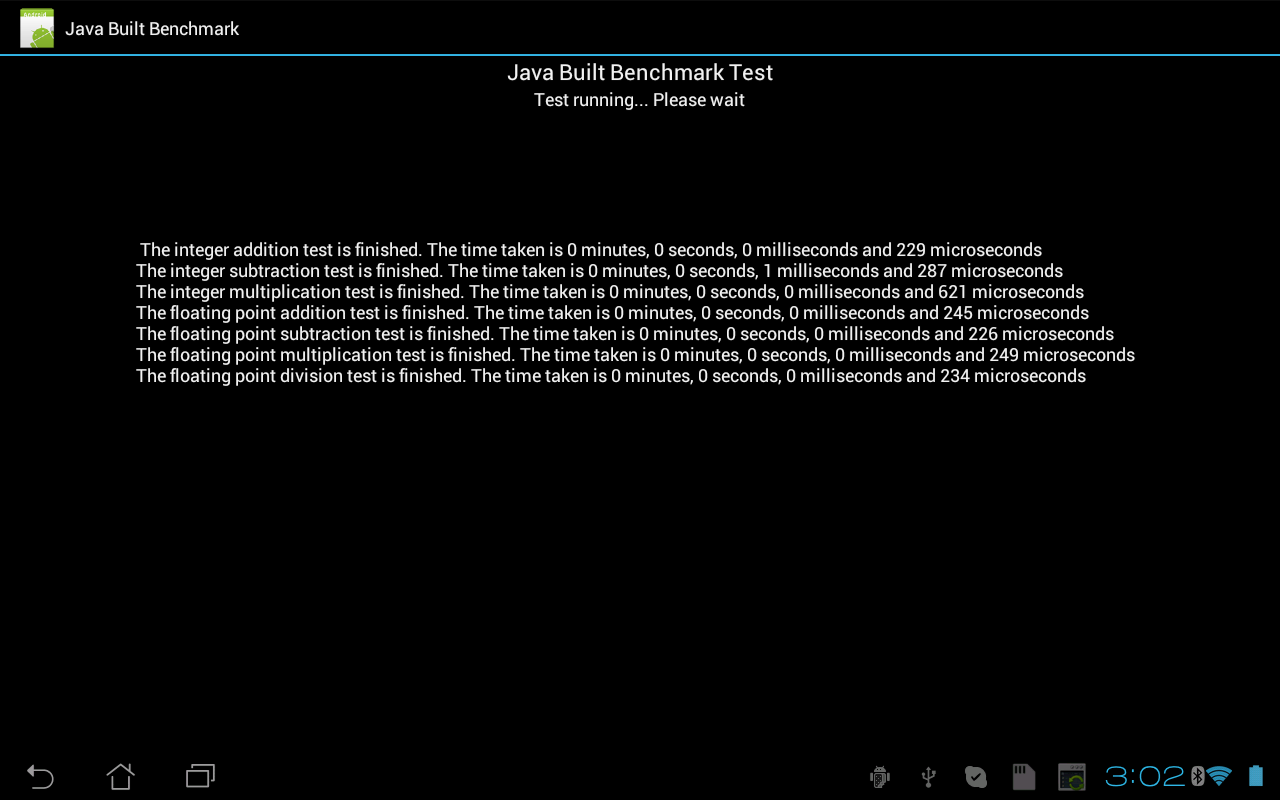 Java Built Benchmark
Java Built Benchmark Test
Test running... Please wait
The integer addition test is finished. The time taken is 0 minutes, 0 seconds, 0 milliseconds and 229 microseconds
The integer subtraction test is finished. The time taken is 0 minutes, 0 seconds, 1 milliseconds and 287 microseconds
The integer multiplication test is finished. The time taken is 0 minutes, 0 seconds, 0 milliseconds and 621 microseconds
The floating point addition test is finished. The time taken is 0 minutes, 0 seconds, 0 milliseconds and 245 microseconds
The floating point subtraction test is finished. The time taken is 0 minutes, 0 seconds, 0 milliseconds and 226 microseconds
The floating point multiplication test is finished. The time taken is 0 minutes, 0 seconds, 0 milliseconds and 249 microseconds
The floating point division test is finished. The time taken is 0 minutes, 0 seconds, 0 milliseconds and 234 microseconds
3:02